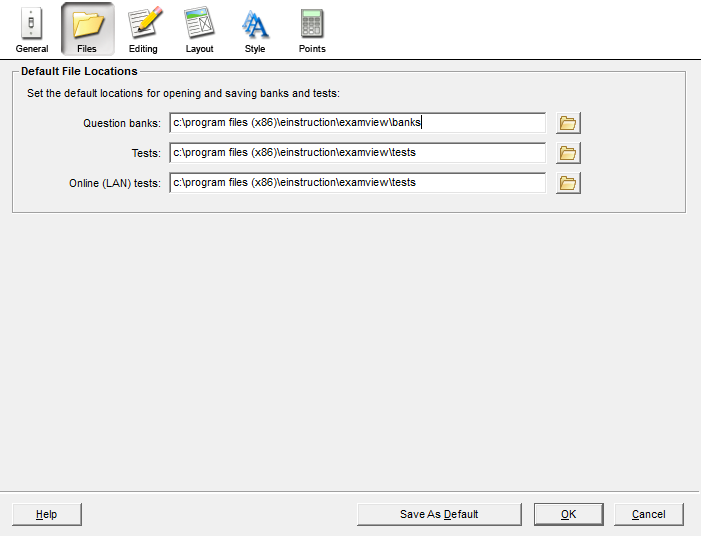 General Files Editing Layout Style Points
Default File Locations
Set the default locations for opening and saving banks and tests:
Question banks: c:\program files (x86)\einstruction\examview\banks
Tests: c:\program files (x86)\einstruction\examview\tests
Online (LAN) tests: c:\program files (x86)\einstruction\examview\tests
Help Save As Default OK Cancel